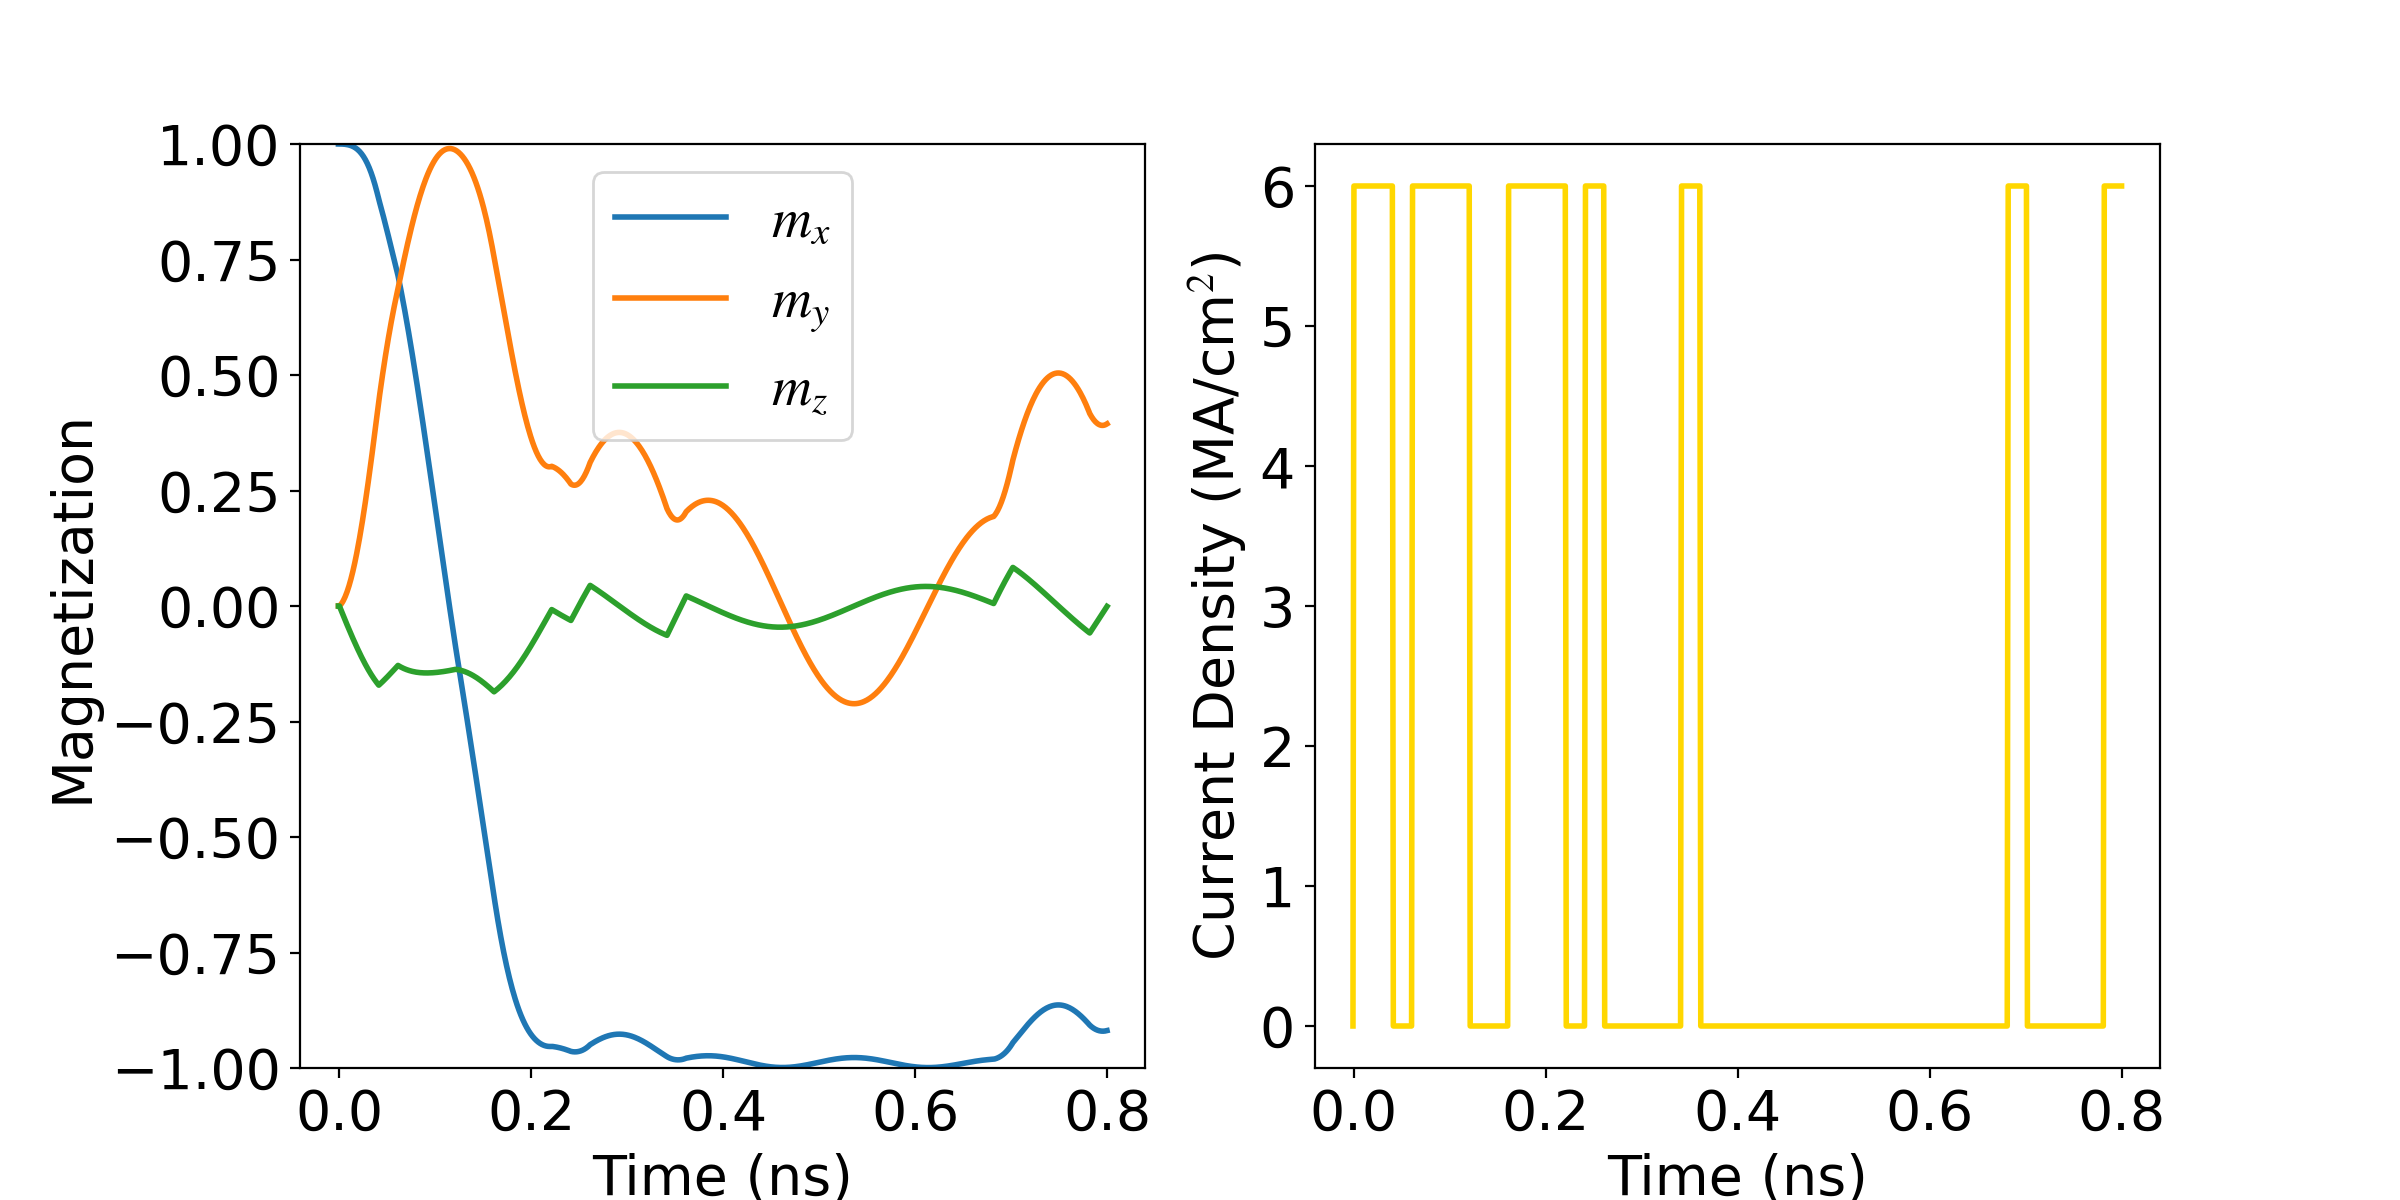 1.00
0.75
0.50
0.25
0.00
−0.25
−0.50
−0.75
−1.00
Magnetization
0.0 0.2 0.4 0.6 0.8
Time (ns)
m_x
m_y
m_z
6
5
4
3
2
1
0
Current Density (MA/cm²)
0.0 0.2 0.4 0.6 0.8
Time (ns)